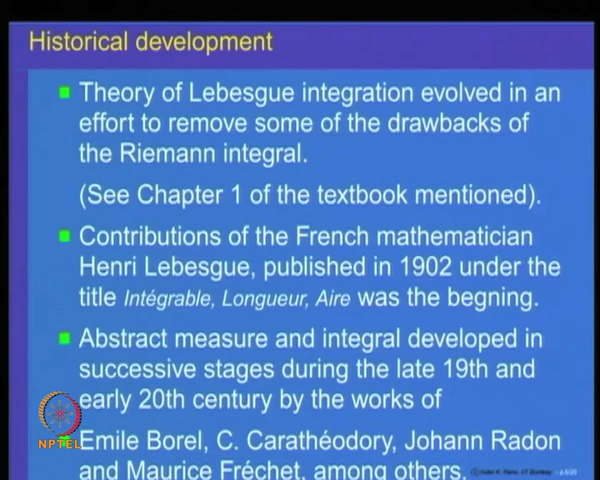 Historical development
Theory of Lebesgue integration evolved in an
effort to remove some of the drawbacks of
the Riemann integral.
(See Chapter 1 of the textbook mentioned).
Contributions of the French mathematician
Henri Lebesgue, published in 1902 under the
title Intégrable, Longueur, Aire was the begning.
Abstract measure and integral developed in
successive stages during the late 19th and
early 20th century by the works of
Emile Borel, C. Carathéodory, Johann Radon
and Maurice Fréchet, among others.
NPTEL